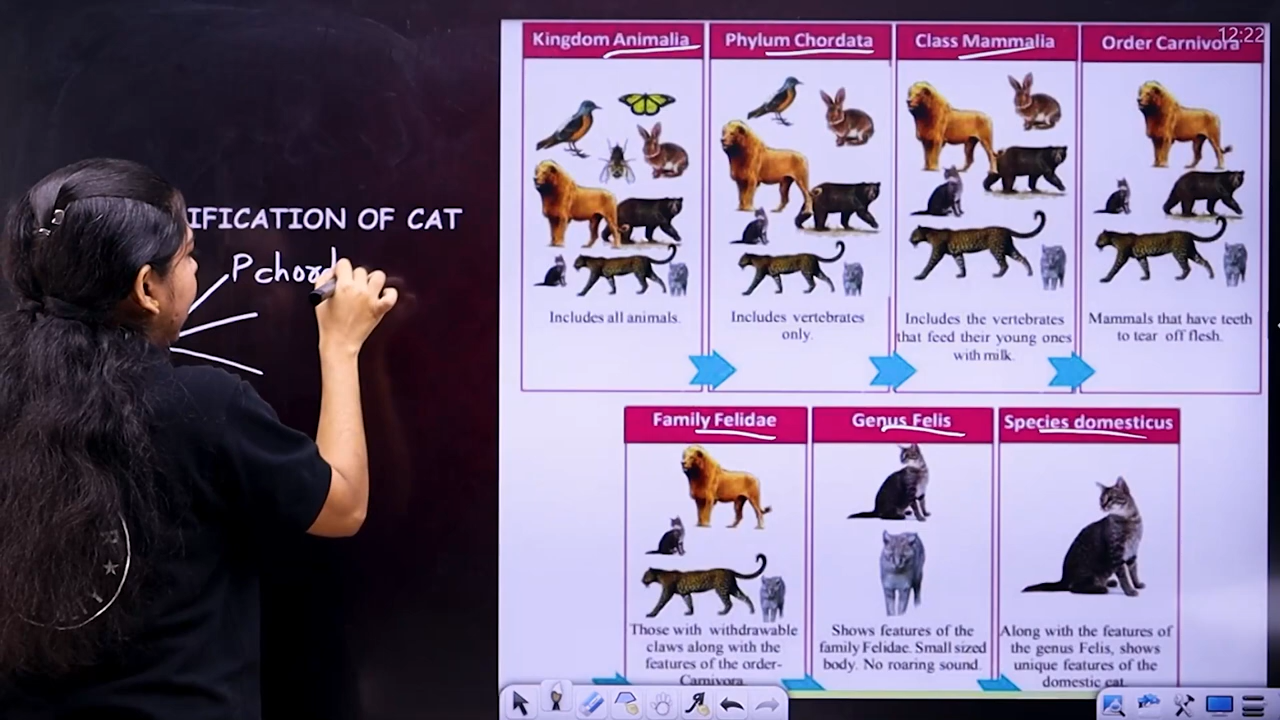 12:22
IFICATION OF CAT
P chord
Kingdom Animalia
Includes all animals.
Phylum Chordata
Includes vertebrates
only.
Class Mammalia
Includes the vertebrates
that feed their young ones
with milk.
Order Carnivora
Mammals that have teeth
to tear off flesh.
Family Felidae
Those with withdrawable
claws along with the
features of the order-
Carnivora
Genus Felis
Shows features of the
family Felidae. Small sized
body. No roaring sound.
Species domesticus
Along with the features of
the genus Felis, shows
unique features of the
domestic cat